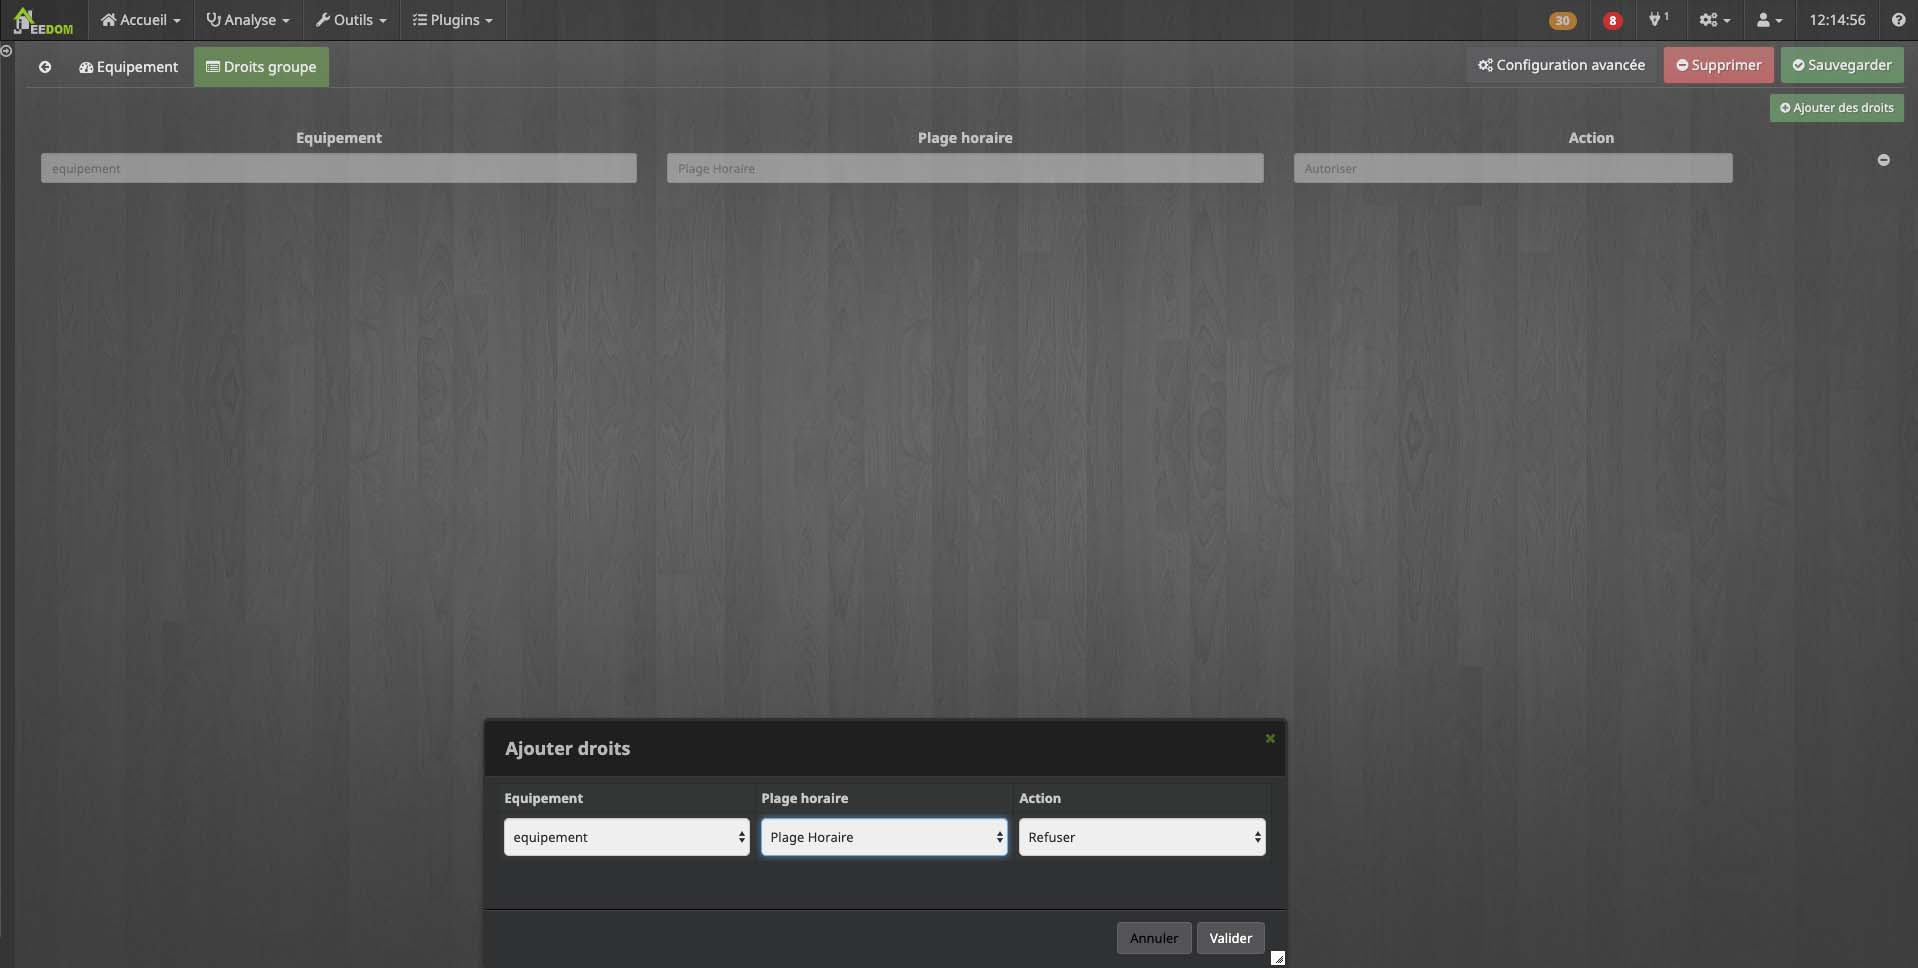 JEEDOM Accueil Analyse Outils Plugins 30 8 1 12:14:56
Equipement Droits groupe Configuration avancée Supprimer Sauvegarder
Ajouter des droits
Equipement Plage horaire Action
equipement Plage Horaire Autoriser
Ajouter droits
Equipement Plage horaire Action
equipement Plage Horaire Refuser
Annuler Valider